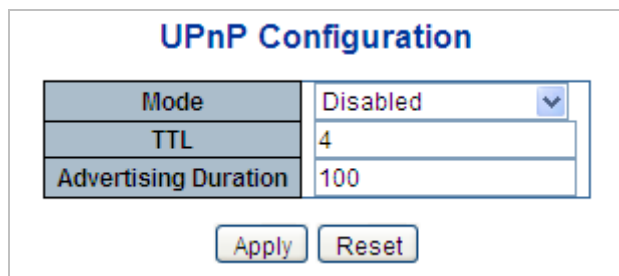 UPnP Configuration
Mode Disabled
TTL 4
Advertising Duration 100
Apply Reset